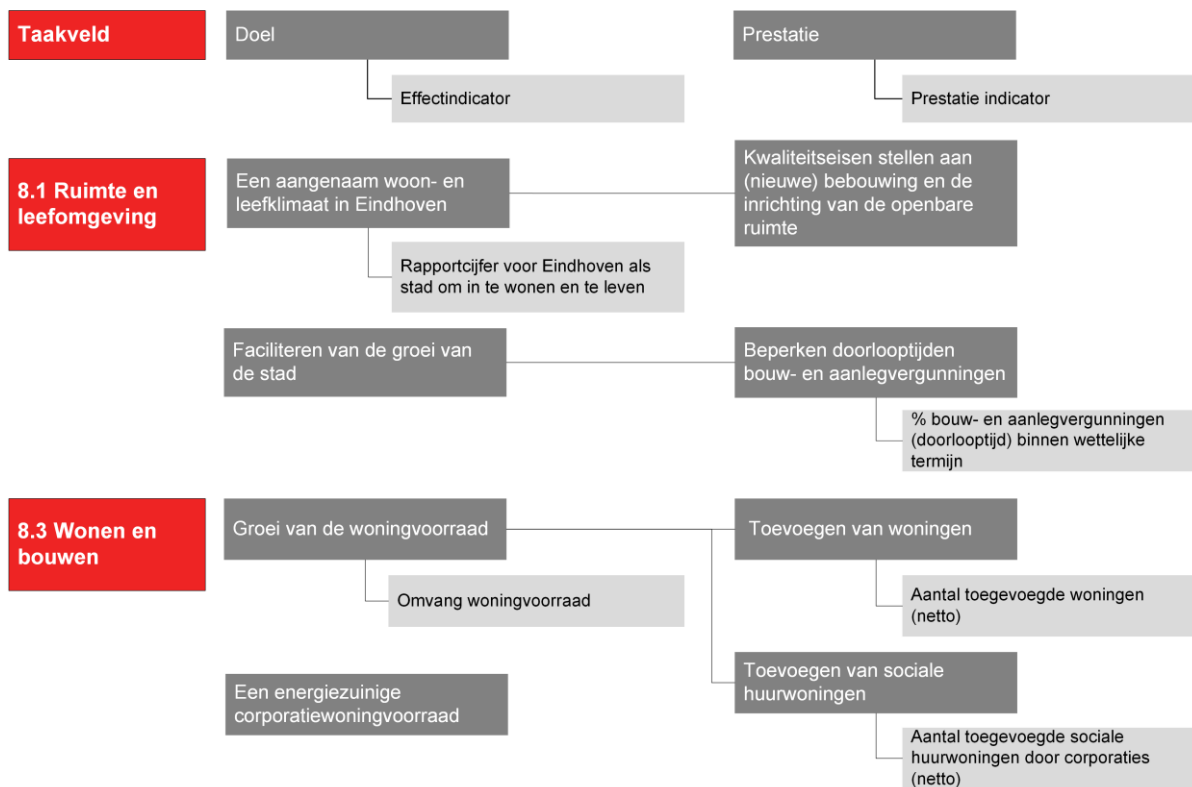 Taakveld
Doel
Prestatie
Effectindicator
Prestatie indicator
8.1 Ruimte en
leefomgeving
Een aangenaam woon- en
leefklimaat in Eindhoven
Kwaliteitseisen stellen aan
(nieuwe) bebouwing en de
inrichting van de openbare
ruimte
Rapportcijfer voor Eindhoven als
stad om in te wonen en te leven
Faciliteren van de groei van
de stad
Beperken doorlooptijden
bouw- en aanlegvergunningen
% bouw- en aanlegvergunningen
(doorlooptijd) binnen wettelijke
termijn
8.3 Wonen en
bouwen
Groei van de woningvoorraad
Toevoegen van woningen
Omvang woningvoorraad
Aantal toegevoegde woningen
(netto)
Een energiezuinige
corporatiewoningvoorraad
Toevoegen van sociale
huurwoningen
Aantal toegevoegde sociale
huurwoningen door corporaties
(netto)